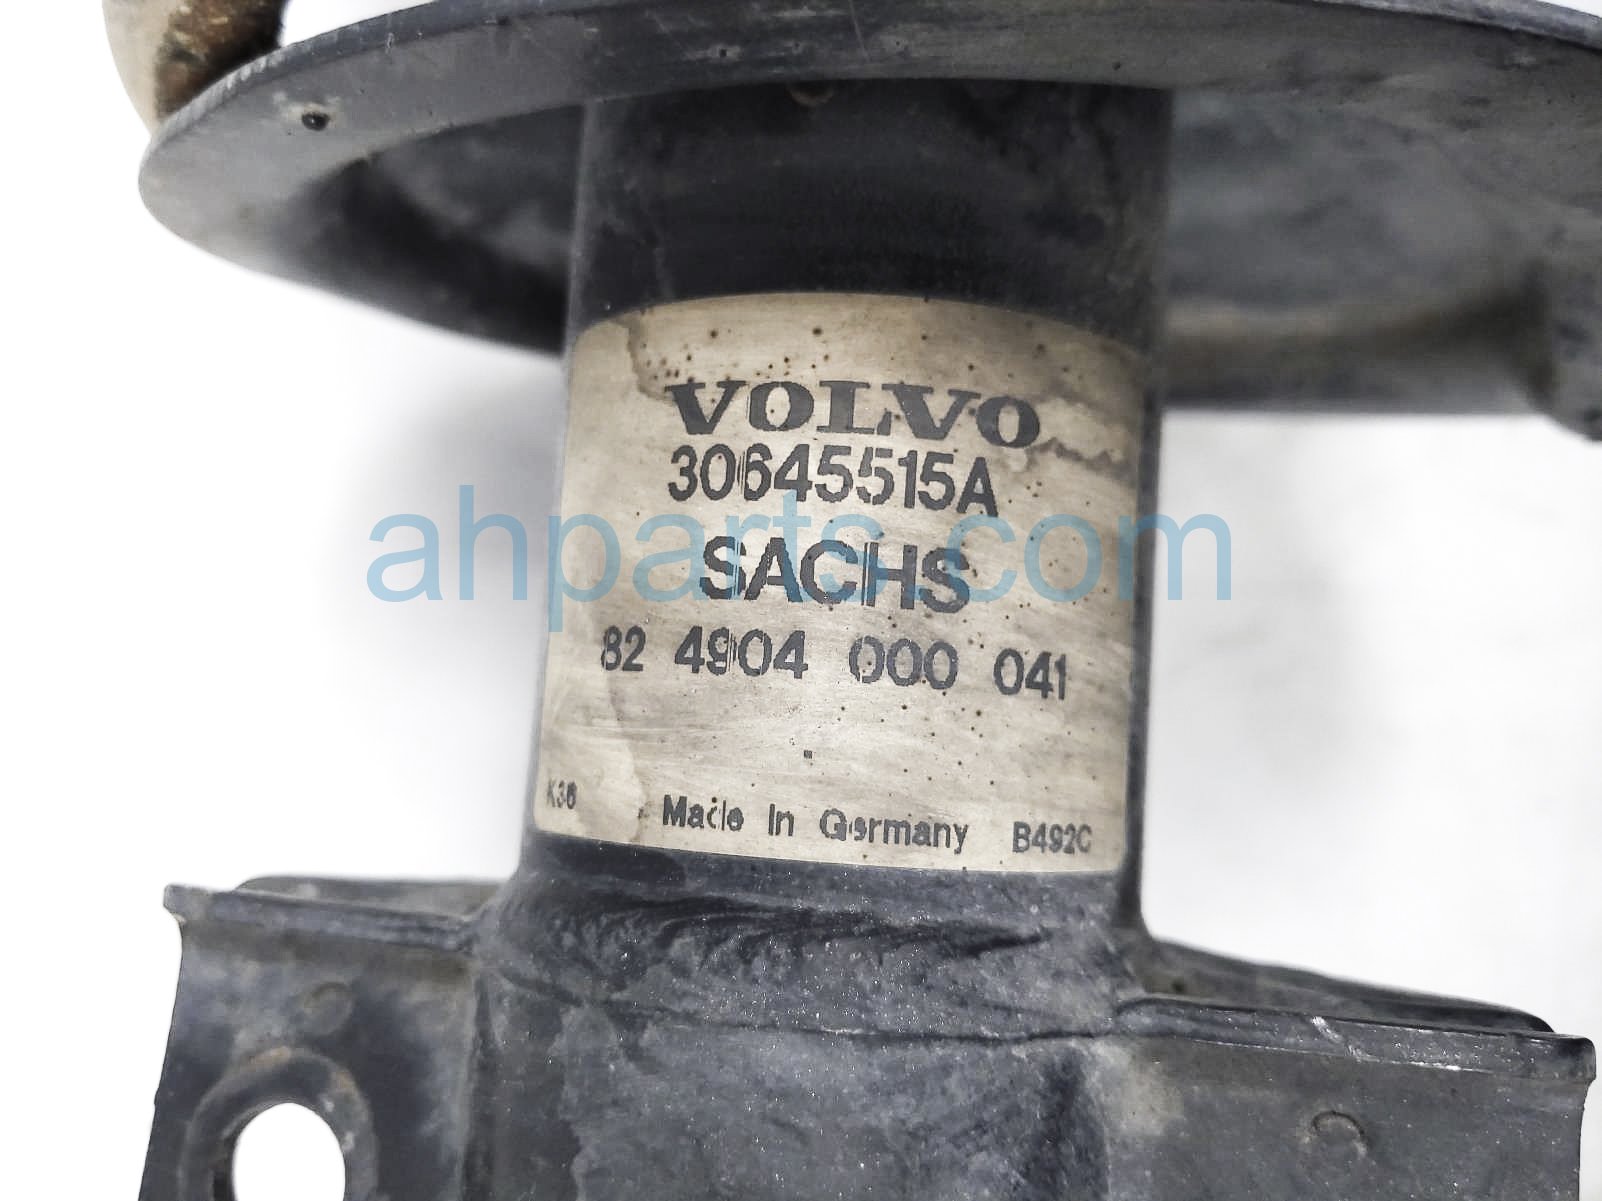 VOLVO
30645515A
SACHS
ahparts.com
82 4904 000 041
K36 Made In Germany B492C